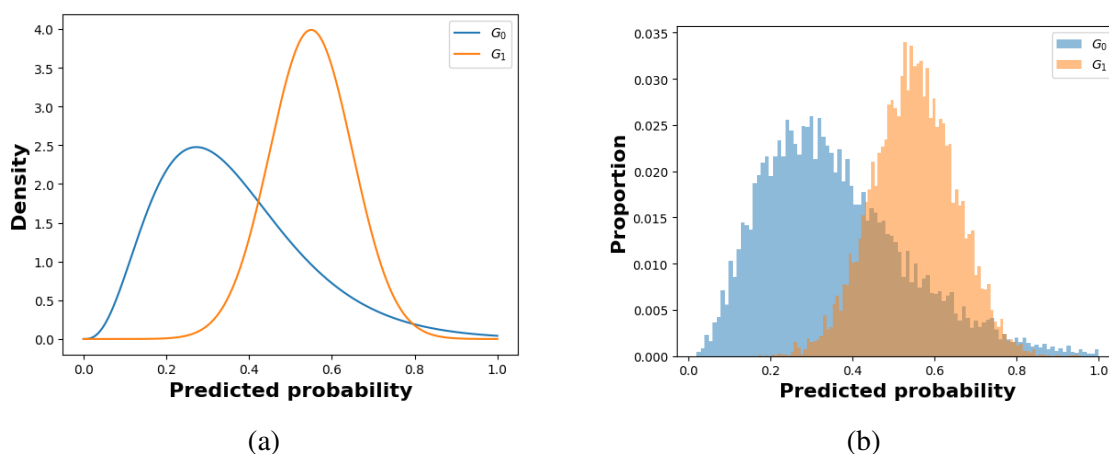 4.0
3.5
3.0
2.5
2.0
1.5
1.0
0.5
0.0
Density
0.0 0.2 0.4 0.6 0.8 1.0
Predicted probability
G₀
G₁
(a)
0.035
0.030
0.025
0.020
0.015
0.010
0.005
0.000
Proportion
0.0 0.2 0.4 0.6 0.8 1.0
Predicted probability
G₀
G₁
(b)